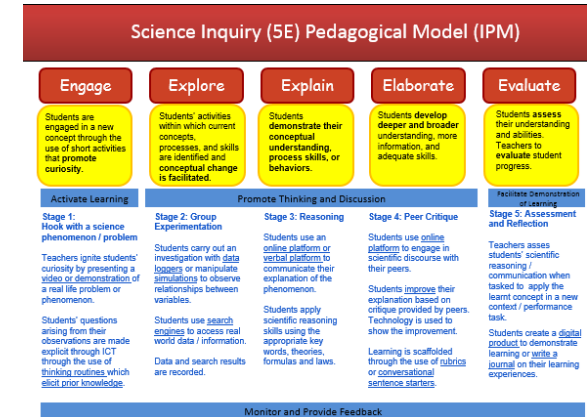 Science Inquiry (5E) Pedagogical Model (IPM)
Engage
Students are
engaged in a new
concept through the
use of short activities
that promote
curiosity.
Explore
Students' activities
within which current
concepts,
processes, and skills
are identified and
conceptual change
is facilitated.
Explain
Students
demonstrate their
conceptual
understanding,
process skills, or
behaviors.
Elaborate
Students develop
deeper and broader
understanding, more
information, and
adequate skills.
Evaluate
Students assess
their understanding
and abilities.
Teachers to
evaluate student
progress.
Activate Learning
Promote Thinking and Discussion
Facilitate Demonstration
of Learning
Stage 1:
Hook with a science
phenomenon / problem
Teachers ignite students'
curiosity by presenting a
video or demonstration of
a real life problem or
phenomenon.
Students' questions
arising from their
observations are made
explicit through ICT
through the use of
thinking routines which
elicit prior knowledge.
Stage 2: Group
Experimentation
Students carry out an
investigation with data
loggers or manipulate
simulations to observe
relationships between
variables.
Students use search
engines to access real
world data / information.
Data and search results
are recorded.
Stage 3: Reasoning
Students use an
online platform or
verbal platform to
communicate their
explanation of the
phenomenon.
Students apply
scientific reasoning
skills using the
appropriate key
words, theories,
formulas and laws.
Stage 4: Peer Critique
Students use online
platform to engage in
scientific discourse with
their peers.
Students improve their
explanation based on
critique provided by peers.
Technology is used to
show the improvement.
Learning is scaffolded
through the use of rubrics
or conversational
sentence starters.
Stage 5: Assessment
and Reflection
Teachers asses
students' scientific
reasoning /
communication when
tasked to apply the
learnt concept in a new
context / performance
task.
Students create a digital
product to demonstrate
learning or write a
journal on their learning
experiences.
Monitor and Provide Feedback